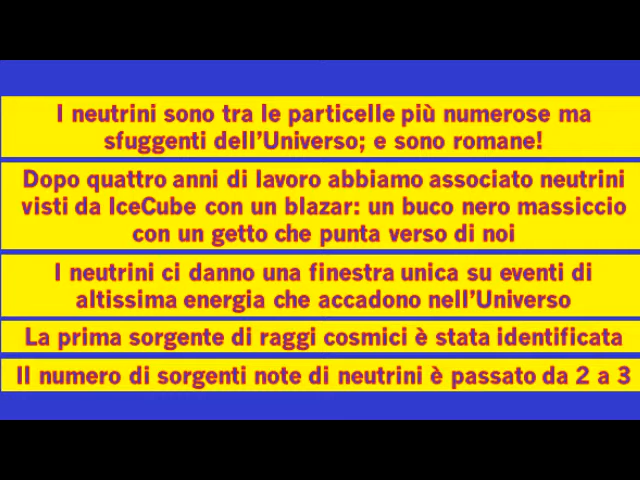 I neutrini sono tra le particelle più numerose ma
sfuggenti dell'Universo; e sono romane!
Dopo quattro anni di lavoro abbiamo associato neutrini
visti da IceCube con un blazar: un buco nero massiccio
con un getto che punta verso di noi
I neutrini ci danno una finestra unica su eventi di
altissima energia che accadono nell'Universo
La prima sorgente di raggi cosmici è stata identificata
Il numero di sorgenti note di neutrini è passato da 2 a 3